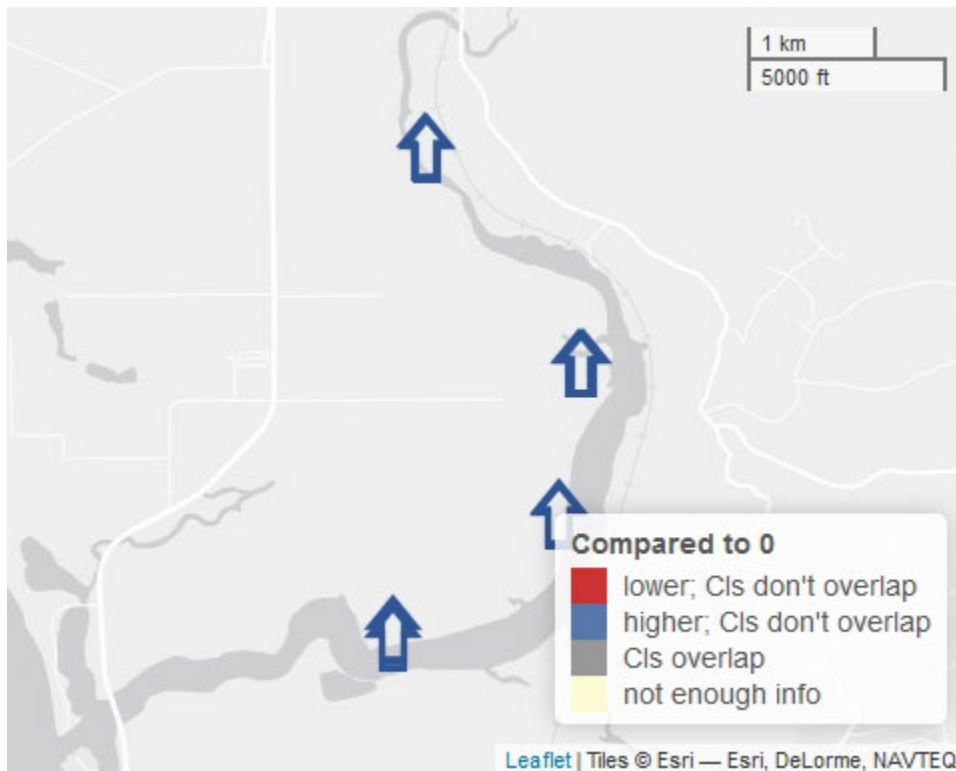 1 km
5000 ft
Compared to 0
lower; CIs don't overlap
higher; CIs don't overlap
CIs overlap
not enough info
Leaflet | Tiles © Esri — Esri, DeLorme, NAVTEQ